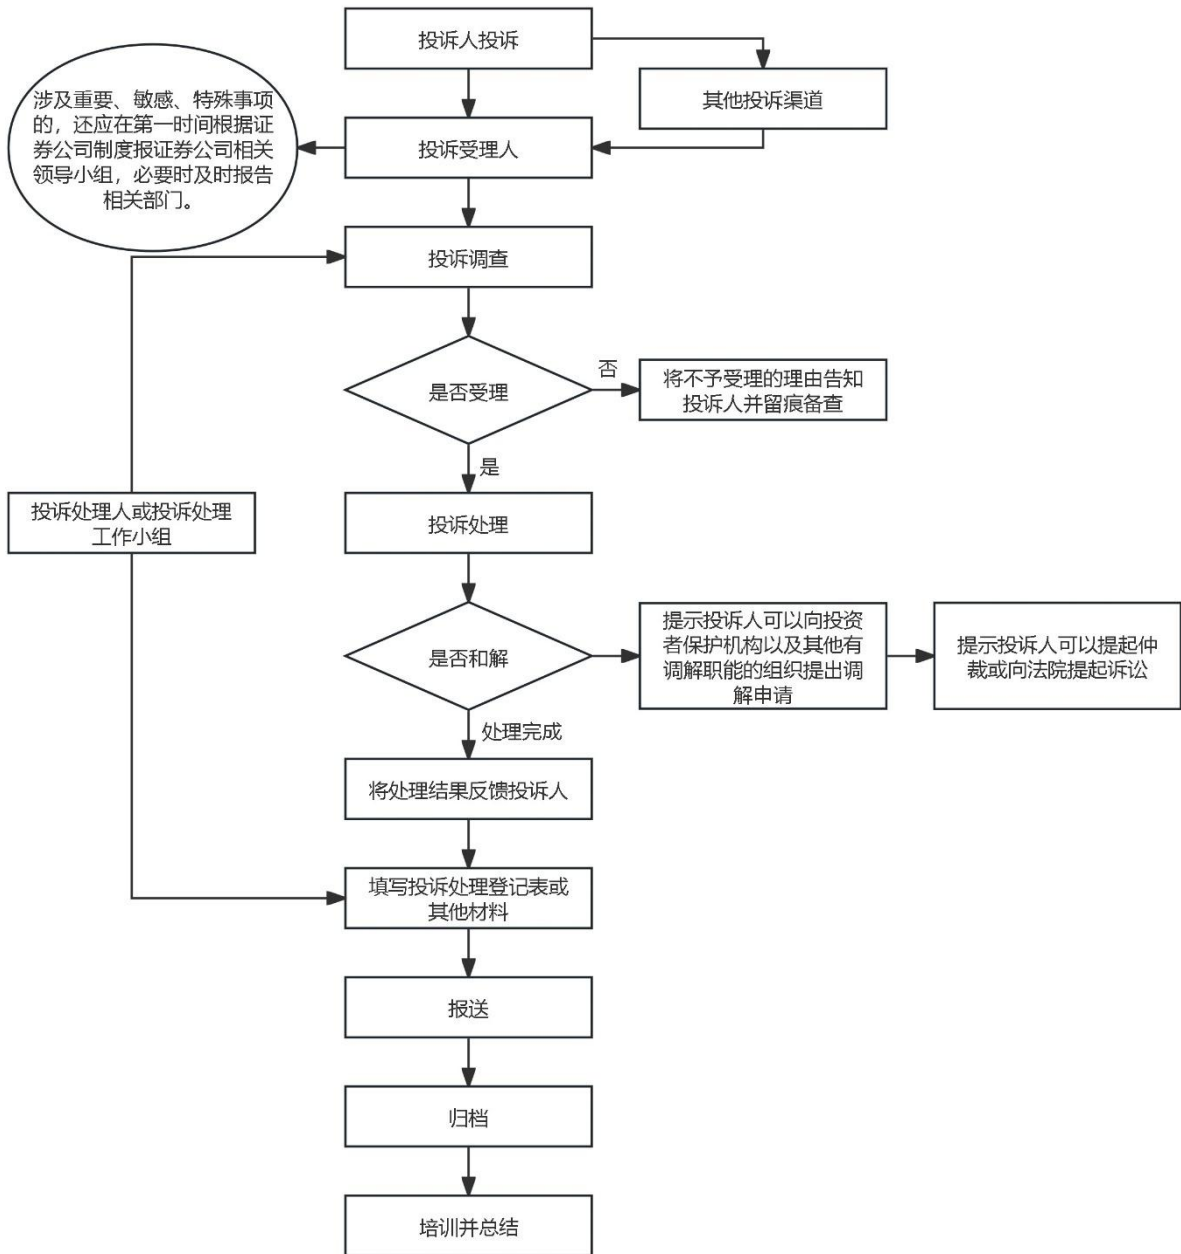 投诉人投诉
其他投诉渠道
涉及重要、敏感、特殊事项
的，还应在第一时间根据证
券公司制度报证券公司相关
领导小组，必要时及时报告
相关部门。
投诉受理人
投诉调查
是否受理
否
将不予受理的理由告知
投诉人并留痕备查
是
投诉处理人或投诉处理
工作小组
投诉处理
是否和解
提示投诉人可以向投资
者保护机构以及其他有
调解职能的组织提出调
解申请
提示投诉人可以提起仲
裁或向法院提起诉讼
处理完成
将处理结果反馈投诉人
填写投诉处理登记表或
其他材料
报送
归档
培训并总结